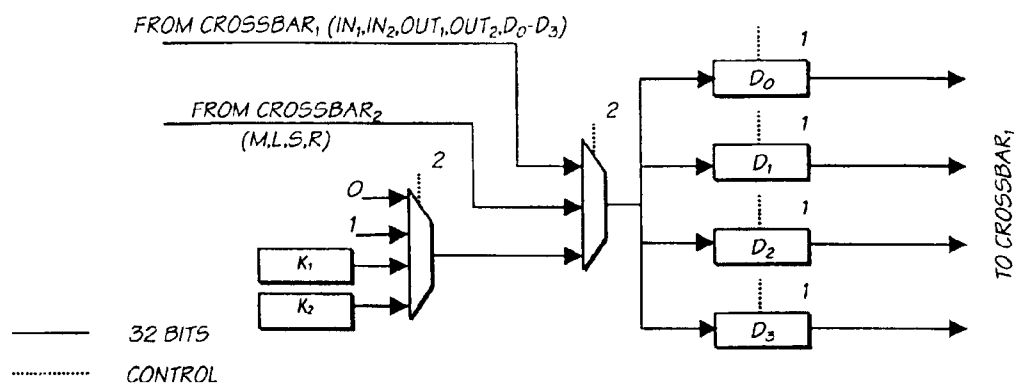 FROM CROSSBAR1 (IN1,IN2,OUT1,OUT2,D0-D3)
FROM CROSSBAR2
(M,L,S,R)
2
2
0
1
K1
K2
1
D0
1
D1
1
D2
1
D3
TO CROSSBAR1
32 BITS
CONTROL